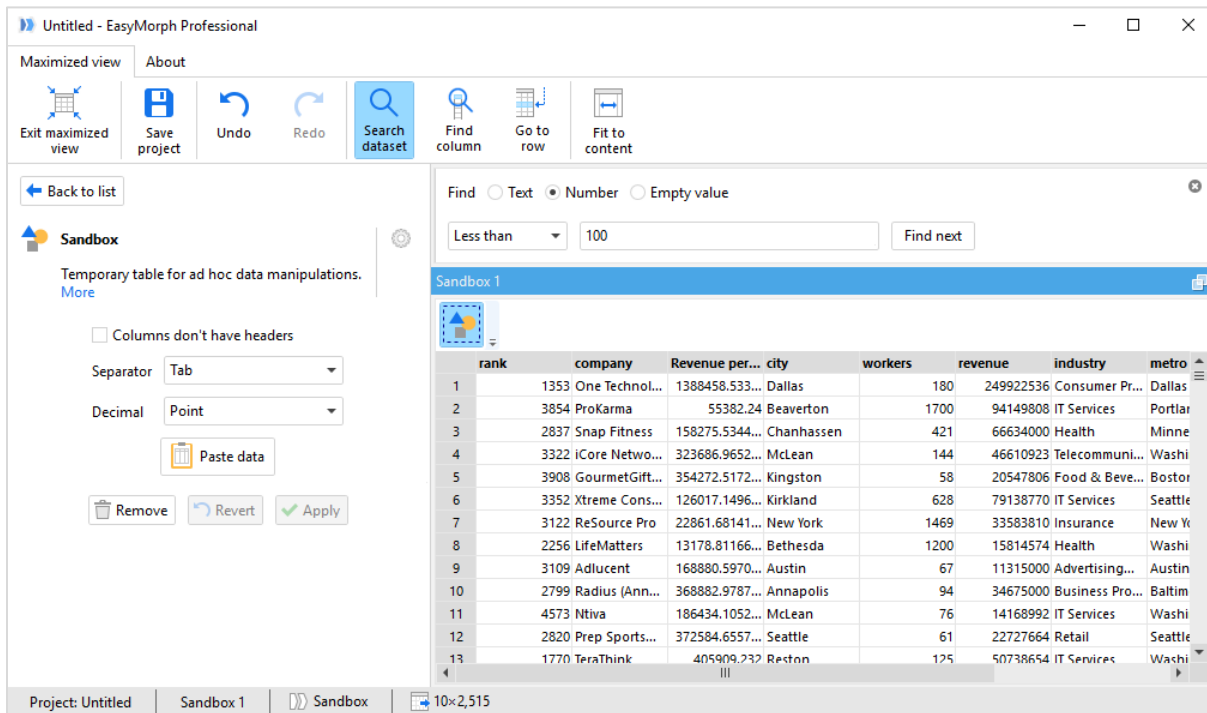 Untitled - EasyMorph Professional
Maximized view About
Exit maximized view
Save project
Undo
Redo
Search dataset
Find column
Go to row
Fit to content
Back to list
Sandbox
Temporary table for ad hoc data manipulations.
More
Columns don't have headers
Separator Tab
Decimal Point
Paste data
Remove Revert Apply
Find Text Number Empty value
Less than 100 Find next
Sandbox 1
rank company Revenue per... city workers revenue industry metro
1 1353 One Technol... 1388458.533... Dallas 180 249922536 Consumer Pr... Dallas
2 3854 ProKarma 55382.24 Beaverton 1700 94149808 IT Services Portlar
3 2837 Snap Fitness 158275.5344... Chanhassen 421 66634000 Health Minne
4 3322 iCore Netwo... 323686.9652... McLean 144 46610923 Telecommuni... Washi
5 3908 GourmetGift... 354272.5172... Kingston 58 20547806 Food & Beve... Bostor
6 3352 Xtreme Cons... 126017.1496... Kirkland 628 79138770 IT Services Seattle
7 3122 ReSource Pro 22861.68141... New York 1469 33583810 Insurance New Yo
8 2256 LifeMatters 13178.81166... Bethesda 1200 15814574 Health Washi
9 3109 Adlucent 168880.5970... Austin 67 11315000 Advertising... Austin
10 2799 Radius (Ann... 368882.9787... Annapolis 94 34675000 Business Pro... Baltim
11 4573 Ntiva 186434.1052... McLean 76 14168992 IT Services Washi
12 2820 Prep Sports... 372584.6557... Seattle 61 22727664 Retail Seattle
13 1770 TeraThink 405909.232 Reston 125 50738654 IT Services Washi
Project: Untitled Sandbox 1 Sandbox 10×2,515